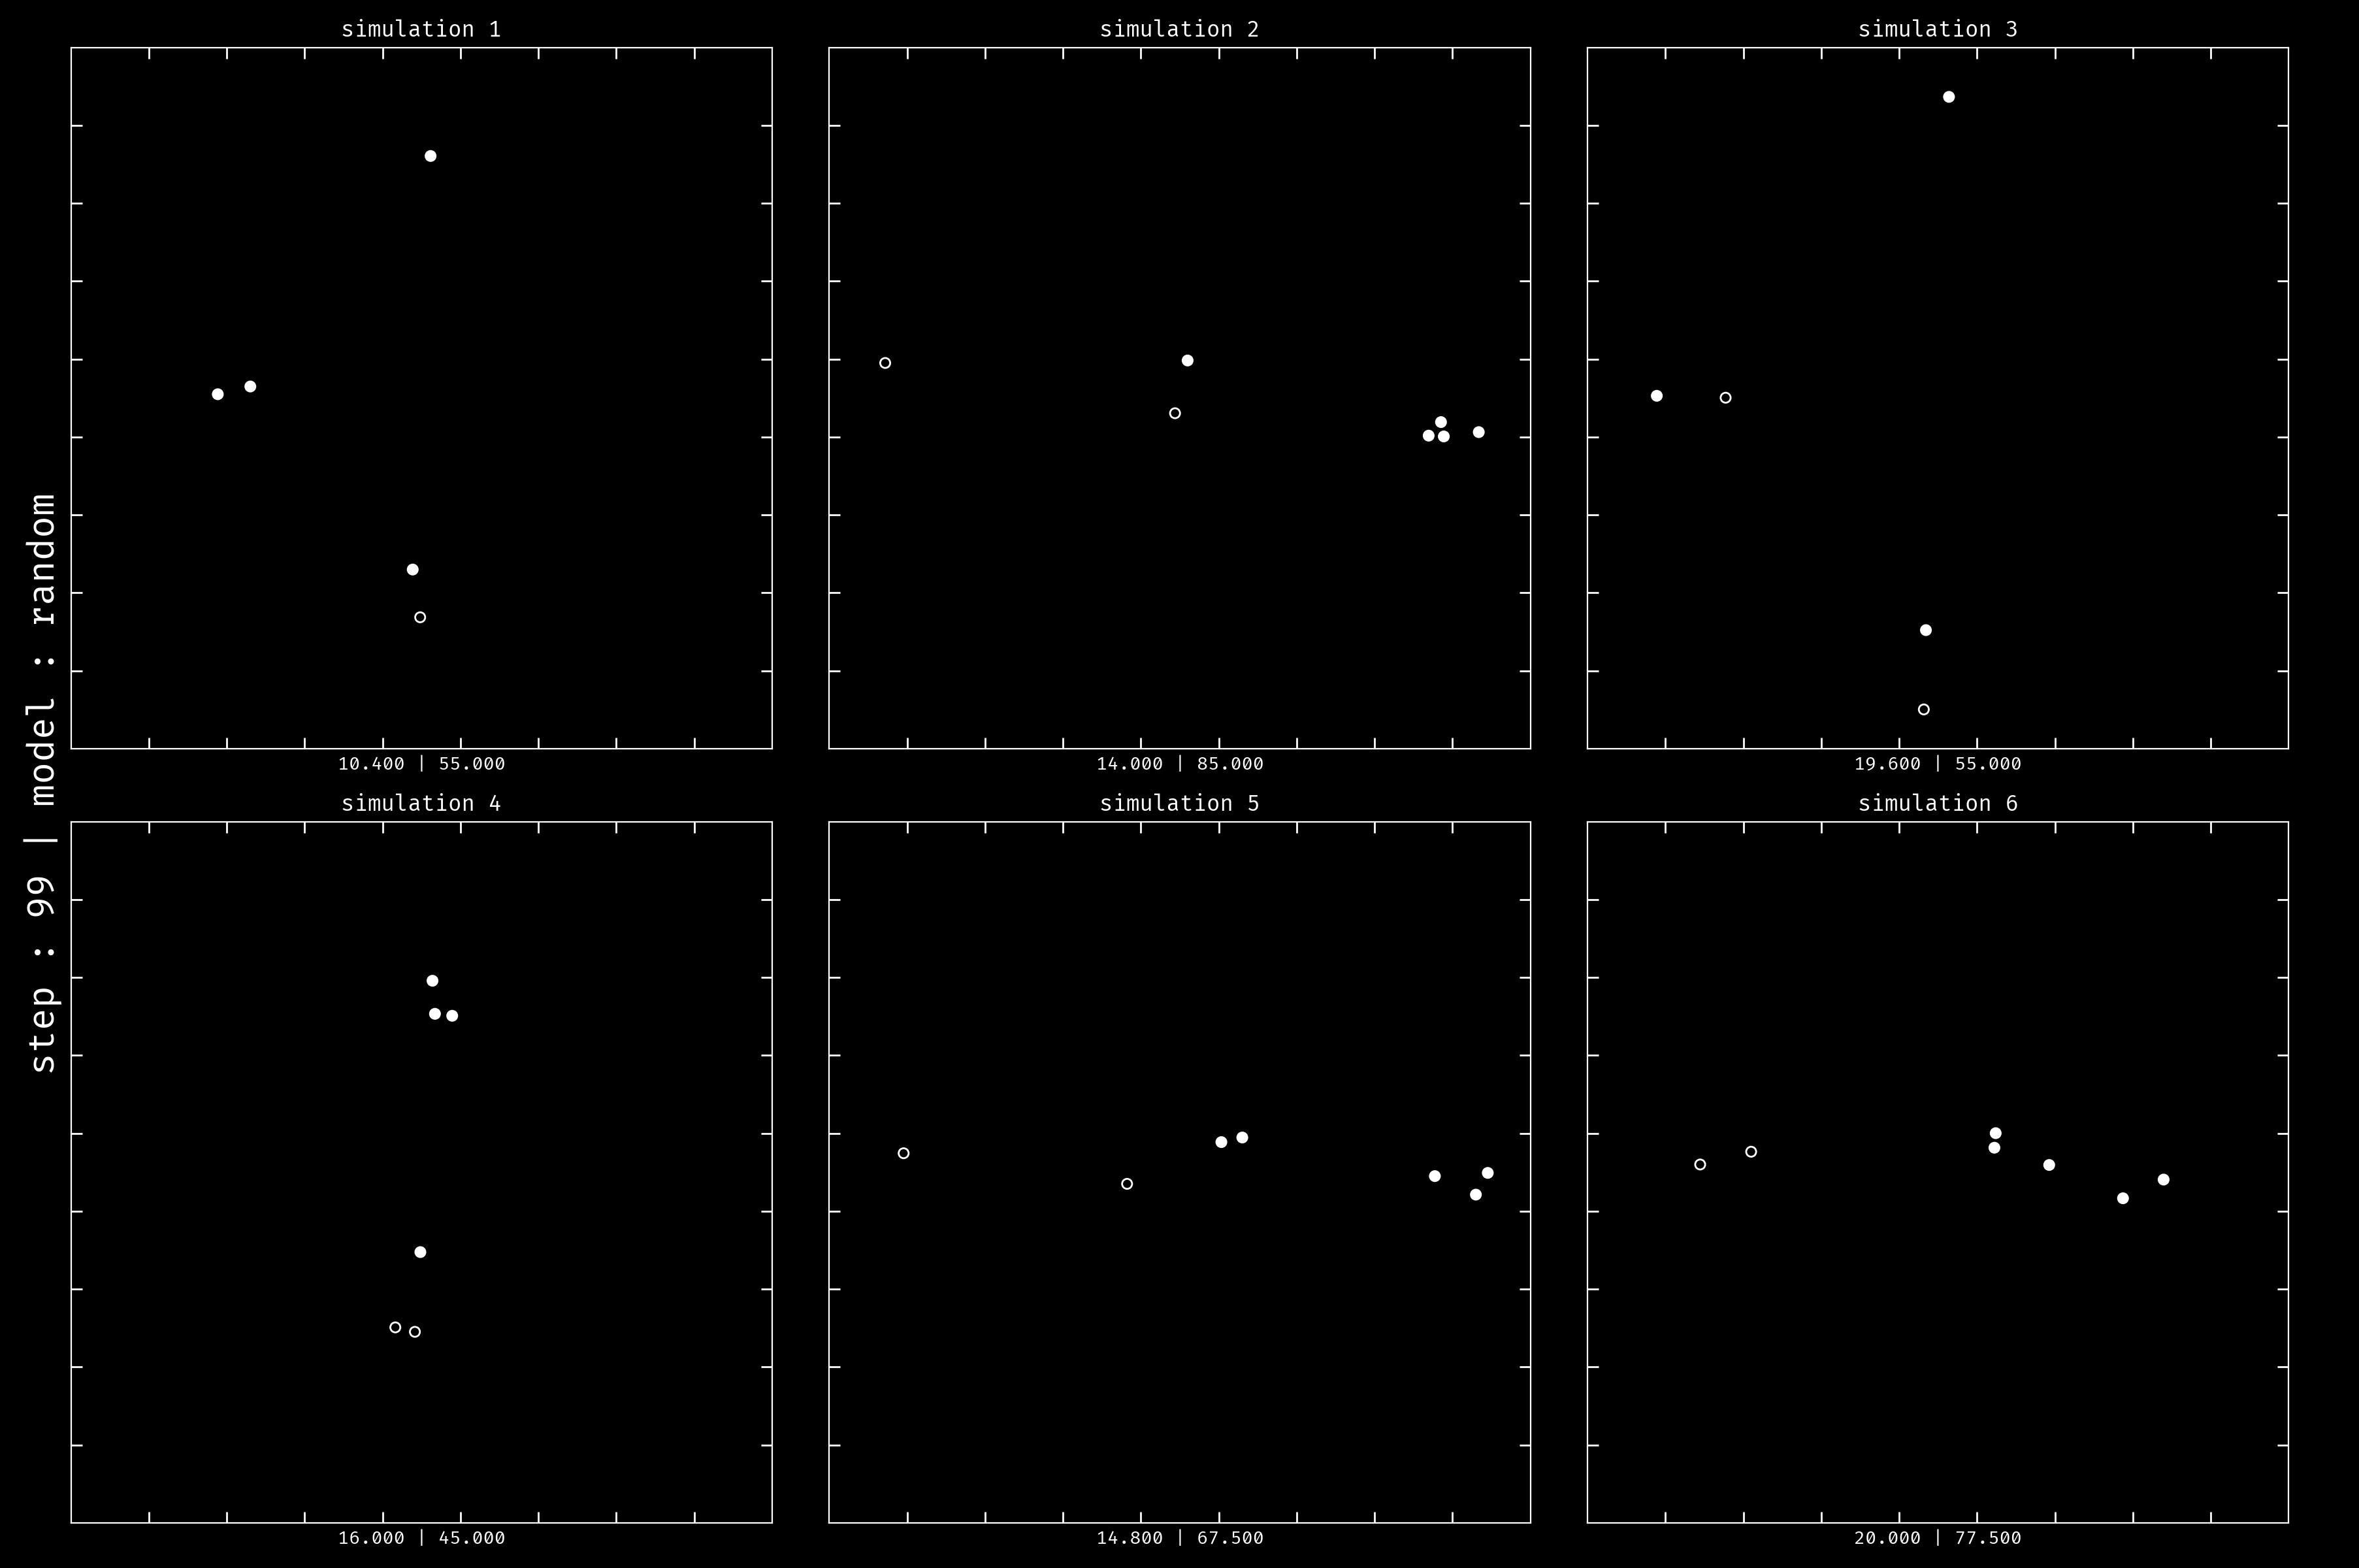 step : 99 | model : random
simulation 1
simulation 2
simulation 3
10.400 | 55.000
14.000 | 85.000
19.600 | 55.000
simulation 4
simulation 5
simulation 6
16.000 | 45.000
14.800 | 67.500
20.000 | 77.500